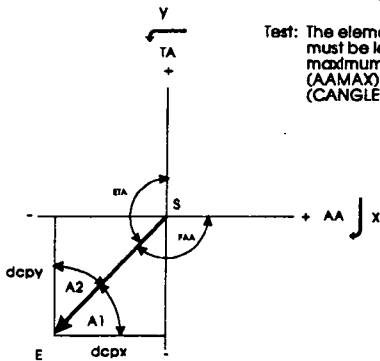 Y
TA
+
Test: The eleme
must be le
maximum
(AAMAX)
(CANGLE
ETA
S
- + AA X
FAA
dcpy
A2
A1
E dcpx -